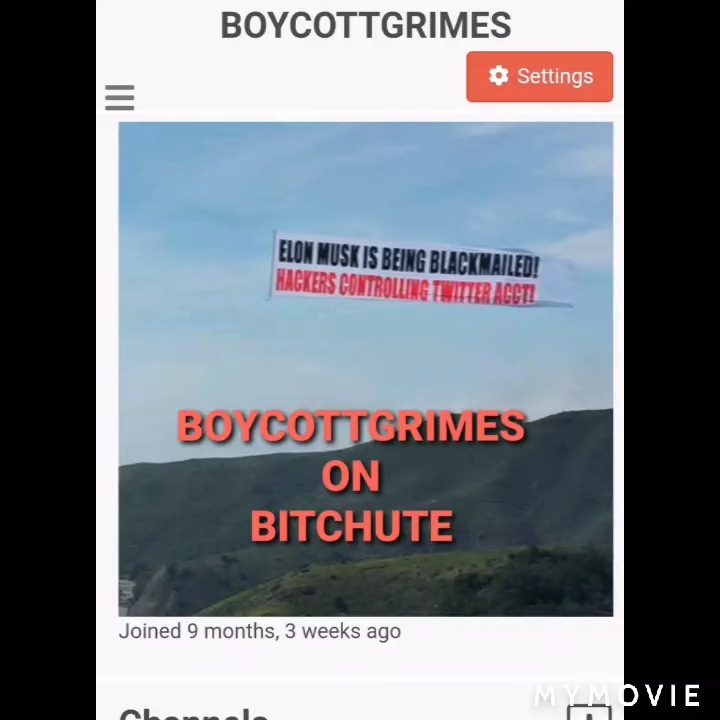 BOYCOTTGRIMES
Settings
ELON MUSK IS BEING BLACKMAILED!
HACKERS CONTROLLING TWITTER ACCT!
BOYCOTTGRIMES
ON
BITCHUTE
Joined 9 months, 3 weeks ago
Channels
MYMOVIE